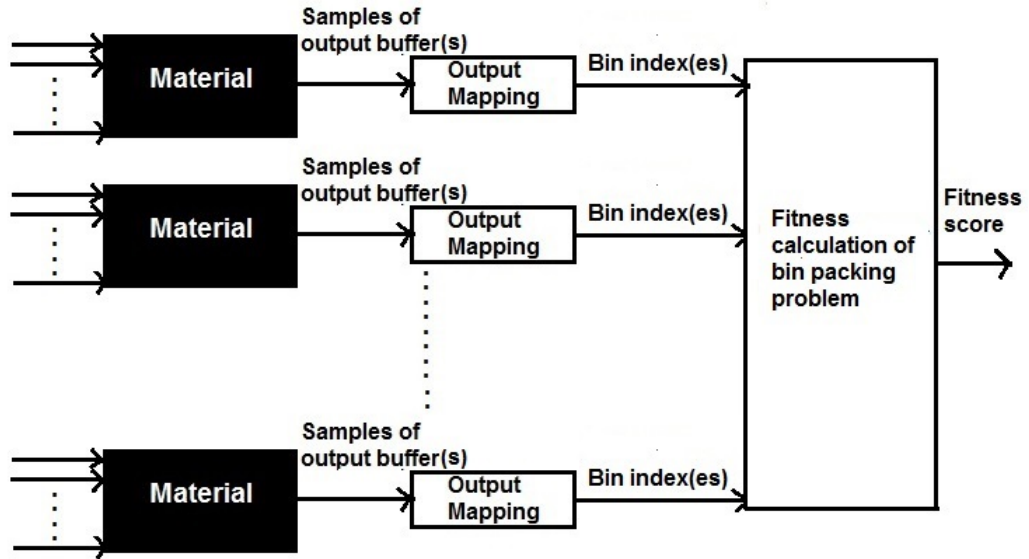 Samples of
output buffer(s)
Material
Output
Mapping
Bin index(es)
Samples of
output buffer(s)
Material
Output
Mapping
Bin index(es)
Fitness
calculation of
bin packing
problem
Fitness
score
Samples of
output buffer(s)
Material
Output
Mapping
Bin index(es)